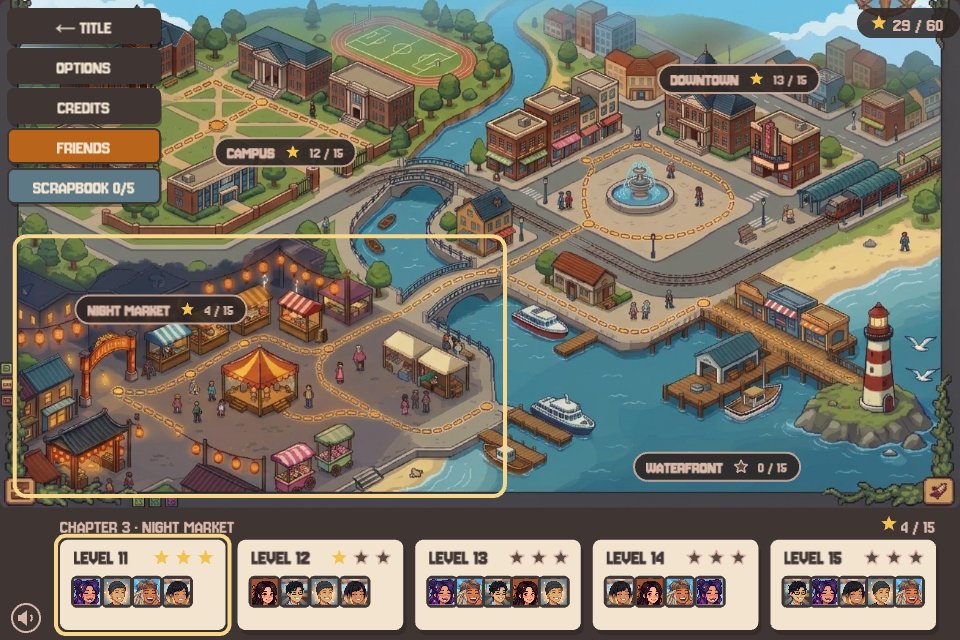 ← TITLE
29 / 60
OPTIONS
DOWNTOWN 13 / 15
CREDITS
FRIENDS
CAMPUS 12 / 15
SCRAPBOOK 0/5
NIGHT MARKET 4 / 15
WATERFRONT 0 / 15
CHAPTER 3 · NIGHT MARKET
4 / 15
LEVEL 11
LEVEL 12
LEVEL 13
LEVEL 14
LEVEL 15